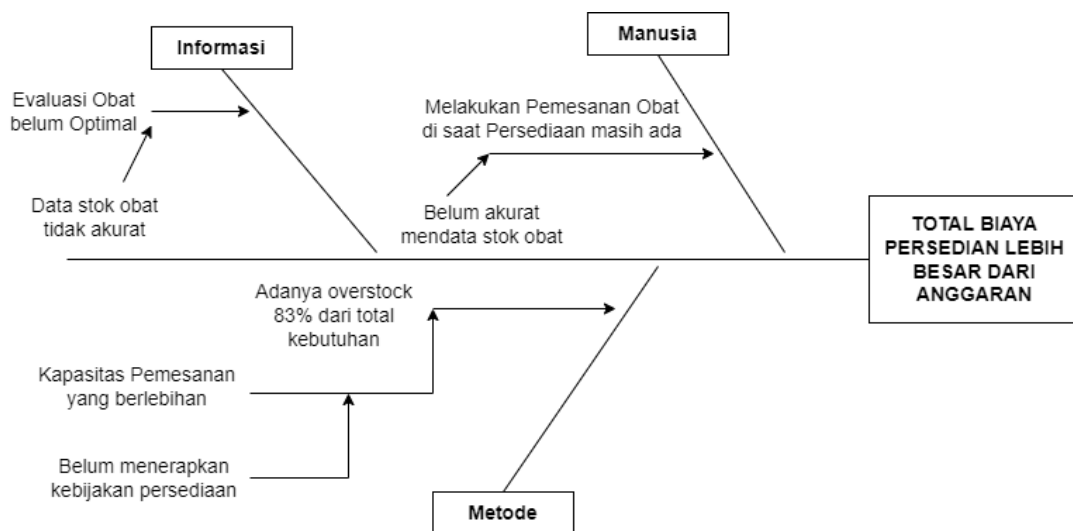 Informasi
Manusia
Evaluasi Obat
belum Optimal
Data stok obat
tidak akurat
Melakukan Pemesanan Obat
di saat Persediaan masih ada
Belum akurat
mendata stok obat
TOTAL BIAYA
PERSEDIAN LEBIH
BESAR DARI
ANGGARAN
Adanya overstock
83% dari total
kebutuhan
Kapasitas Pemesanan
yang berlebihan
Belum menerapkan
kebijakan persediaan
Metode